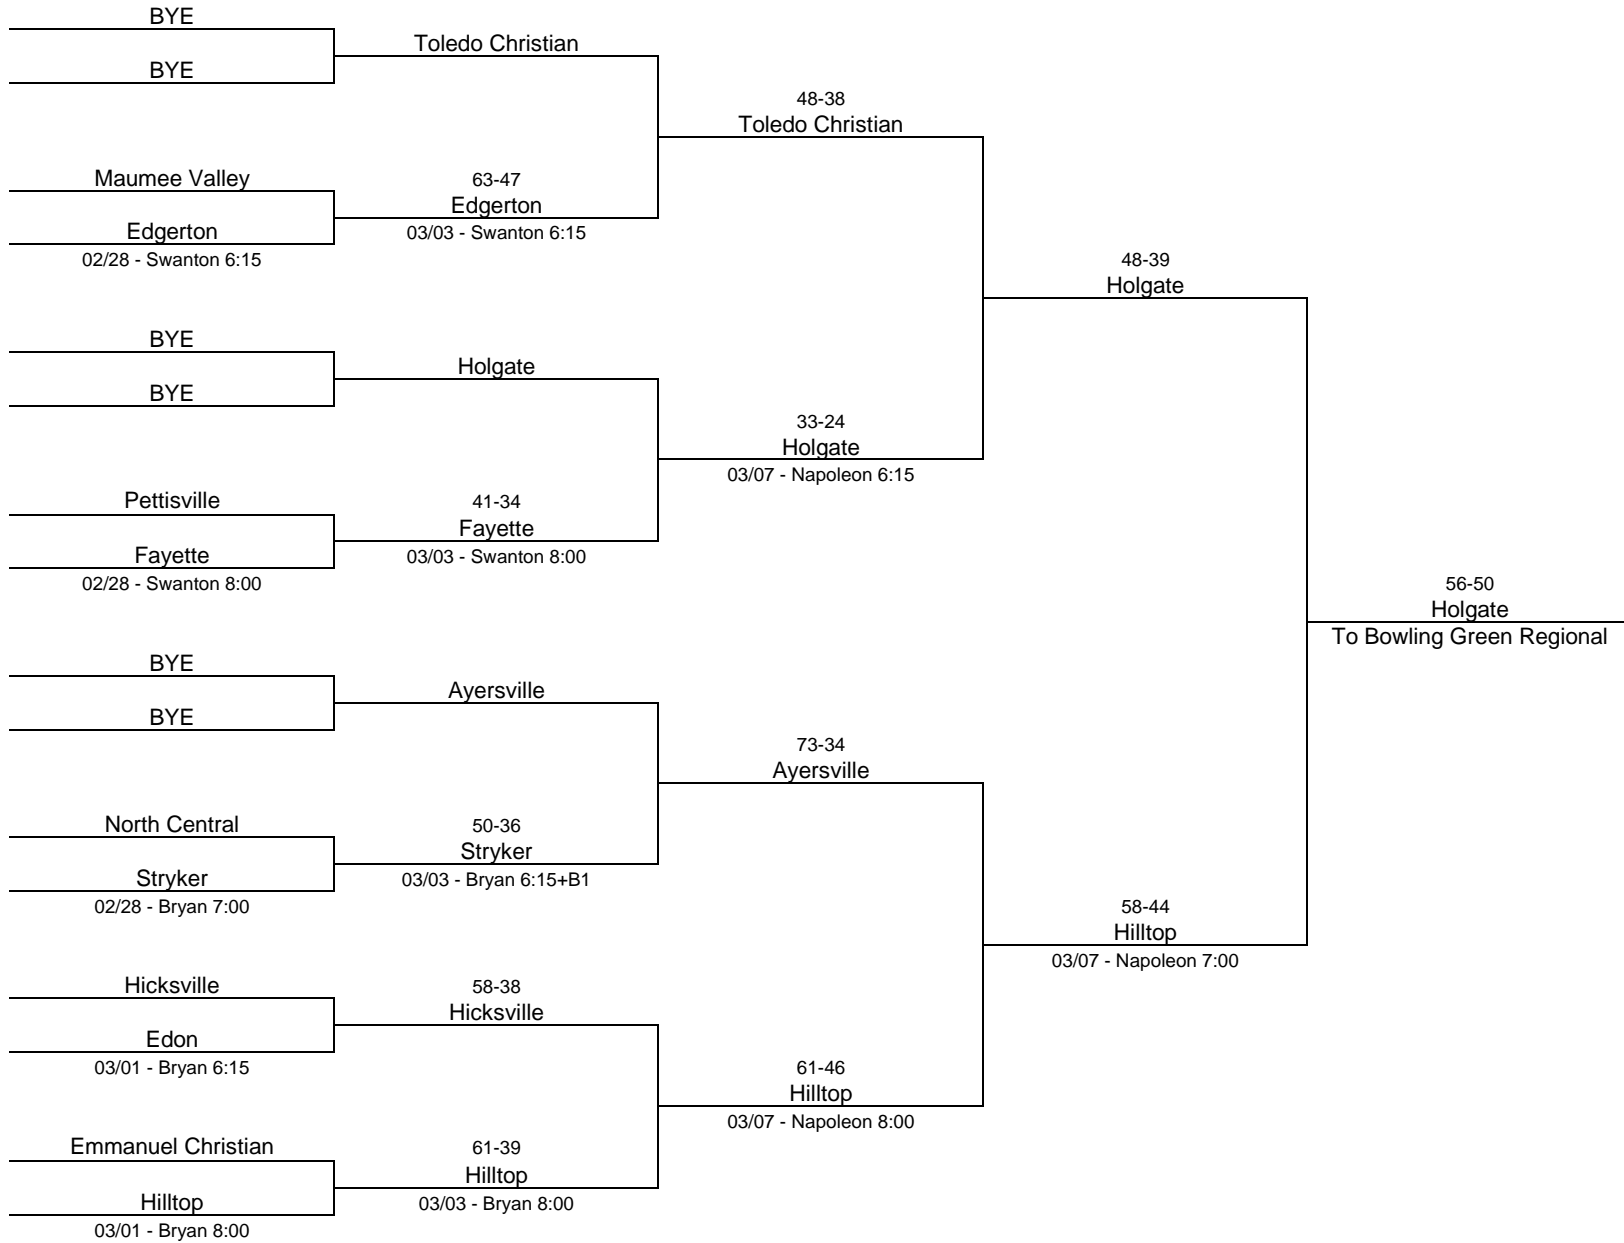 BYE
BYE
Maumee Valley
Edgerton
02/28 - Swanton 6:15
BYE
BYE
Pettisville
Fayette
02/28 - Swanton 8:00
BYE
BYE
North Central
Stryker
02/28 - Bryan 7:00
Hicksville
Edon
03/01 - Bryan 6:15
Emmanuel Christian
Hilltop
03/01 - Bryan 8:00
Toledo Christian
63-47
Edgerton
03/03 - Swanton 6:15
Holgate
41-34
Fayette
03/03 - Swanton 8:00
Ayersville
50-36
Stryker
03/03 - Bryan 6:15+B1
58-38
Hicksville
61-39
Hilltop
03/03 - Bryan 8:00
48-38
Toledo Christian
33-24
Holgate
03/07 - Napoleon 6:15
73-34
Ayersville
61-46
Hilltop
03/07 - Napoleon 8:00
48-39
Holgate
58-44
Hilltop
03/07 - Napoleon 7:00
56-50
Holgate
To Bowling Green Regional